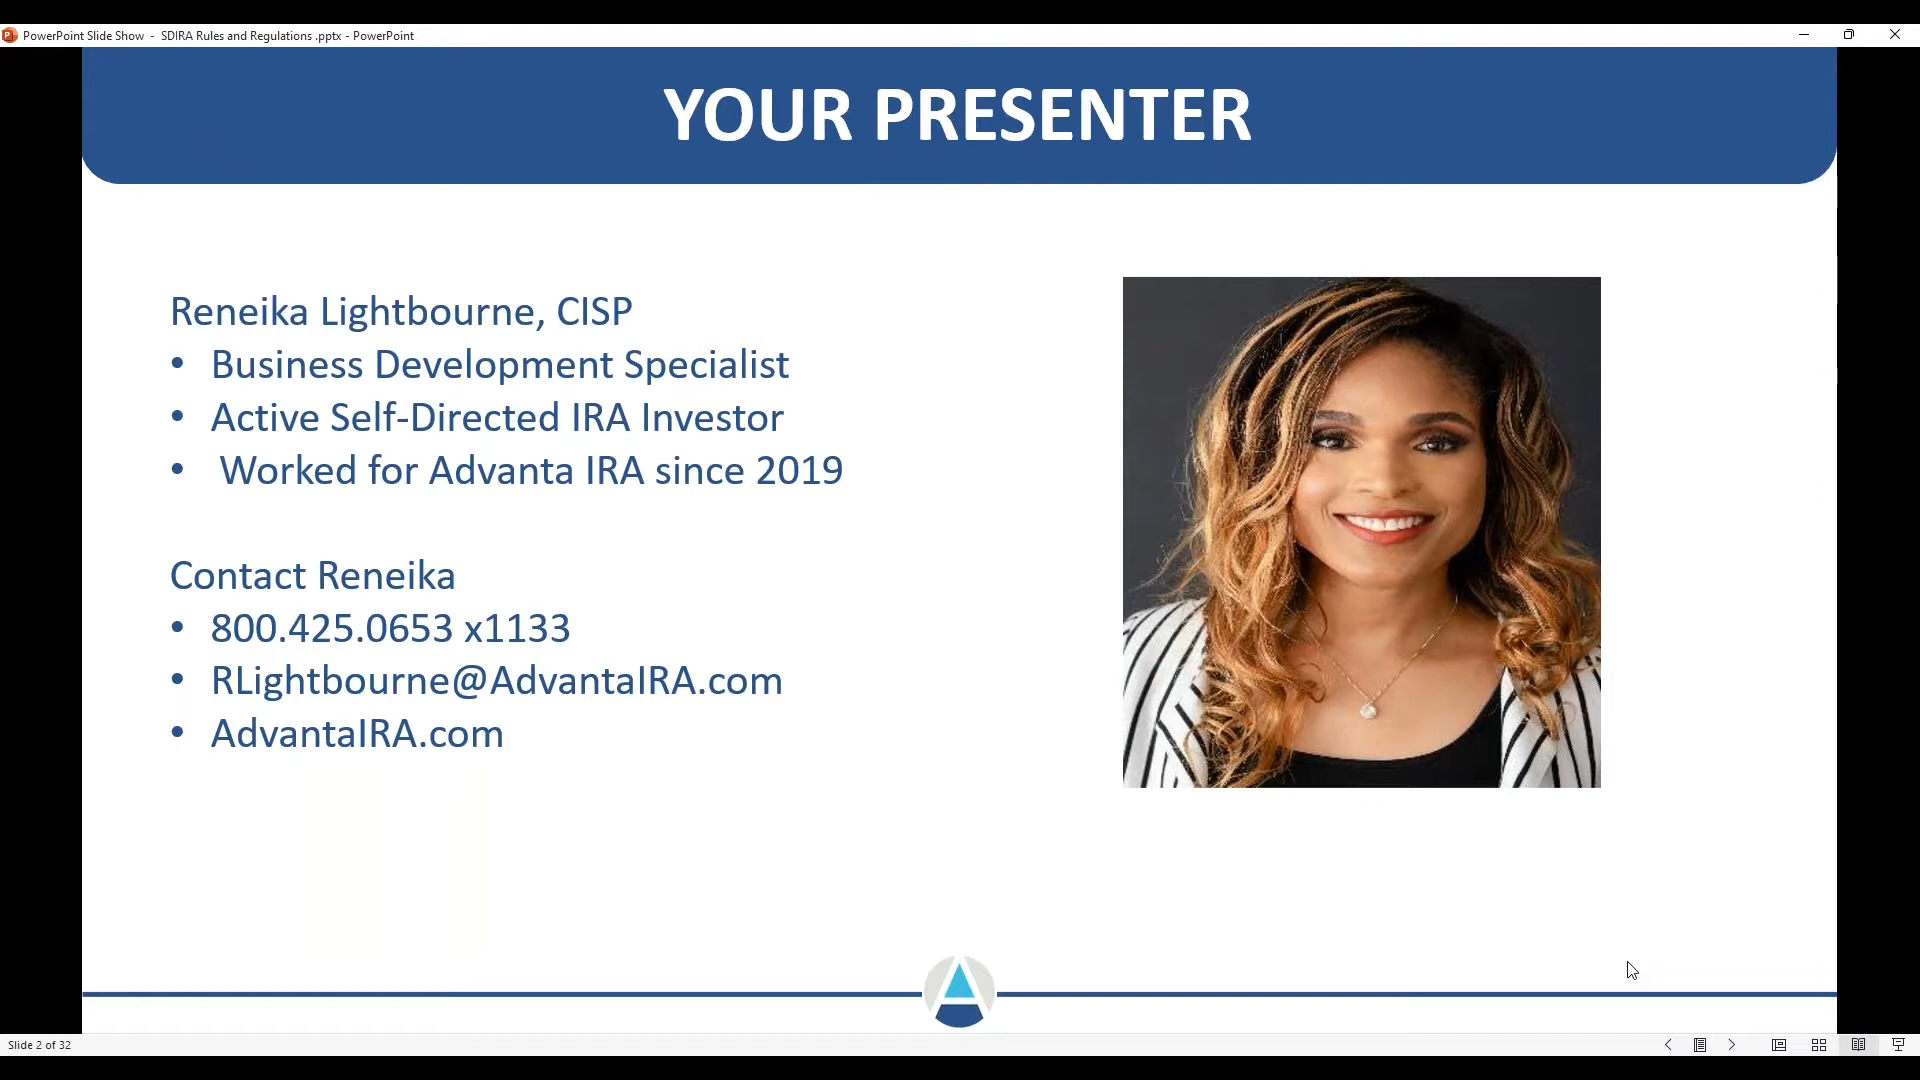 PowerPoint Slide Show - SDIRA Rules and Regulations .pptx - PowerPoint
YOUR PRESENTER
Reneika Lightbourne, CISP
• Business Development Specialist
• Active Self-Directed IRA Investor
• Worked for Advanta IRA since 2019
Contact Reneika
• 800.425.0653 x1133
• RLightbourne@AdvantaIRA.com
• AdvantaIRA.com
Slide 2 of 32